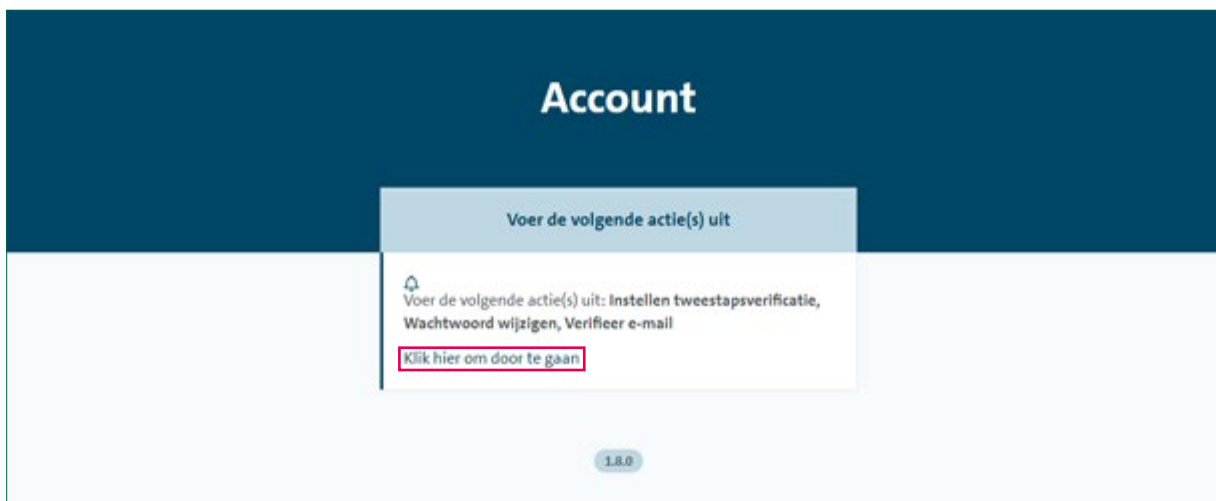 Account
Voer de volgende actie(s) uit
Voer de volgende actie(s) uit: Instellen tweestapsverificatie,
Wachtwoord wijzigen, Verifieer e-mail
Klik hier om door te gaan
1.8.0